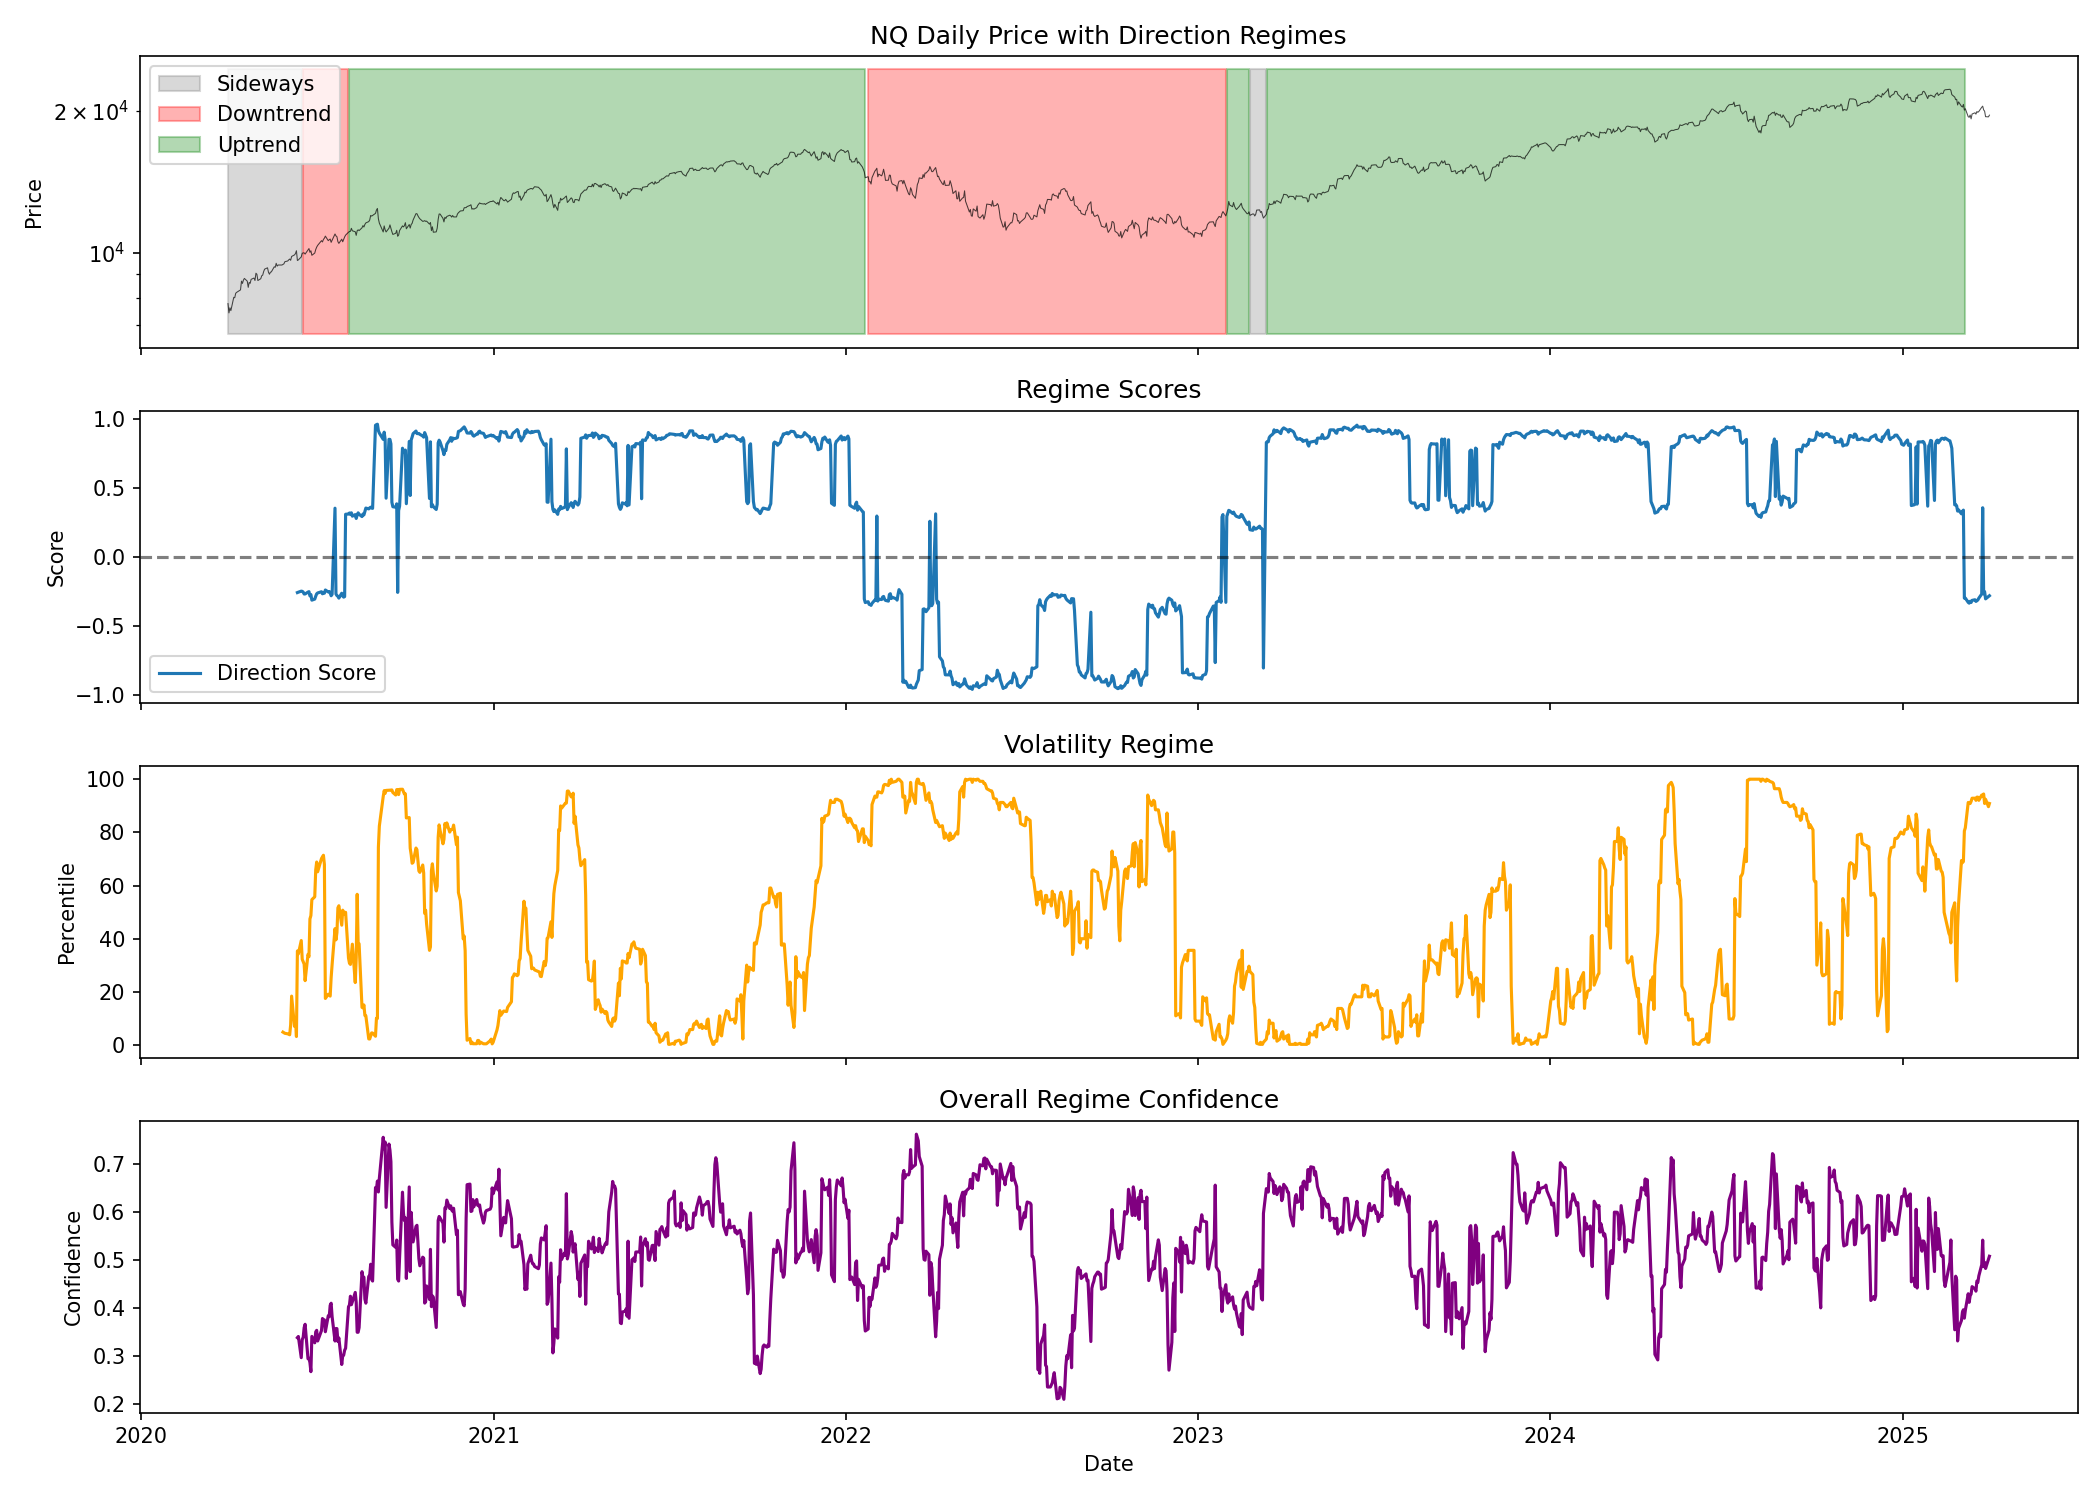 NQ Daily Price with Direction Regimes
Sideways
Downtrend
Uptrend
2 × 10⁴
10⁴
Price
Regime Scores
1.0
0.5
0.0
−0.5
−1.0
Score
Direction Score
Volatility Regime
100
80
60
40
20
0
Percentile
Overall Regime Confidence
0.7
0.6
0.5
0.4
0.3
0.2
Confidence
2020 2021 2022 2023 2024 2025
Date